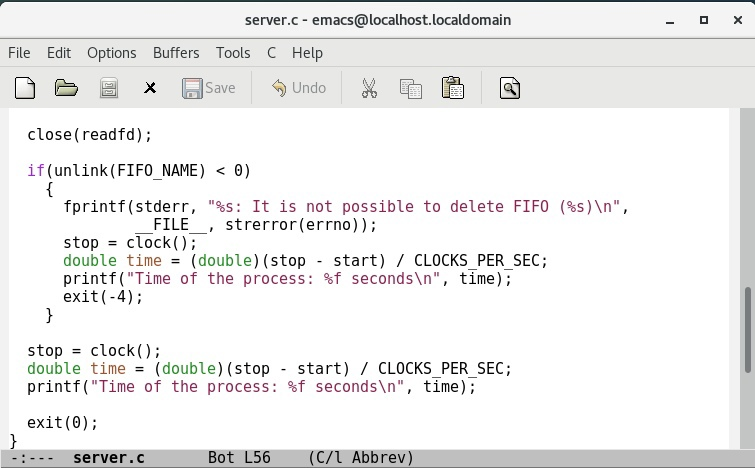 server.c - emacs@localhost.localdomain
File Edit Options Buffers Tools C Help
Save Undo
close(readfd);
if(unlink(FIFO_NAME) < 0)
{
fprintf(stderr, "%s: It is not possible to delete FIFO (%s)\n",
__FILE__, strerror(errno));
stop = clock();
double time = (double)(stop - start) / CLOCKS_PER_SEC;
printf("Time of the process: %f seconds\n", time);
exit(-4);
}
stop = clock();
double time = (double)(stop - start) / CLOCKS_PER_SEC;
printf("Time of the process: %f seconds\n", time);
exit(0);
}
-:--- server.c Bot L56 (C/l Abbrev)